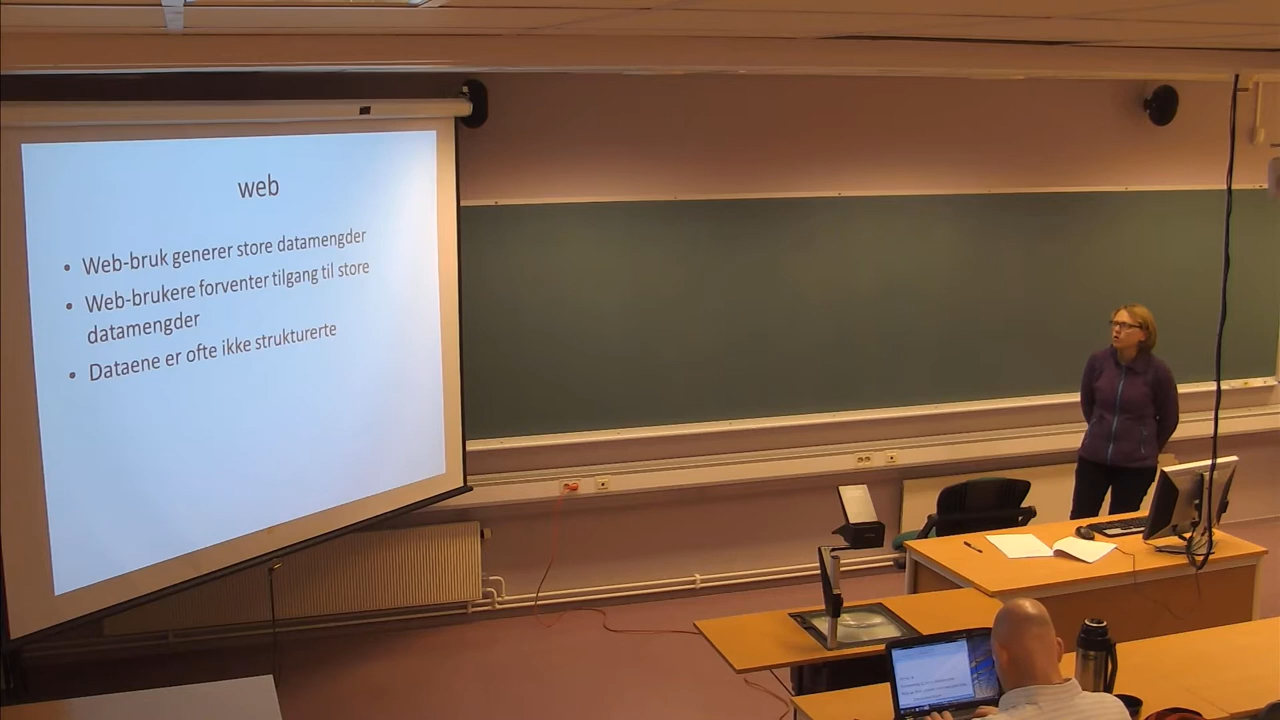 web
• Web-bruk generer store datamengder
• Web-brukere forventer tilgang til store
datamengder
• Dataene er ofte ikke strukturerte